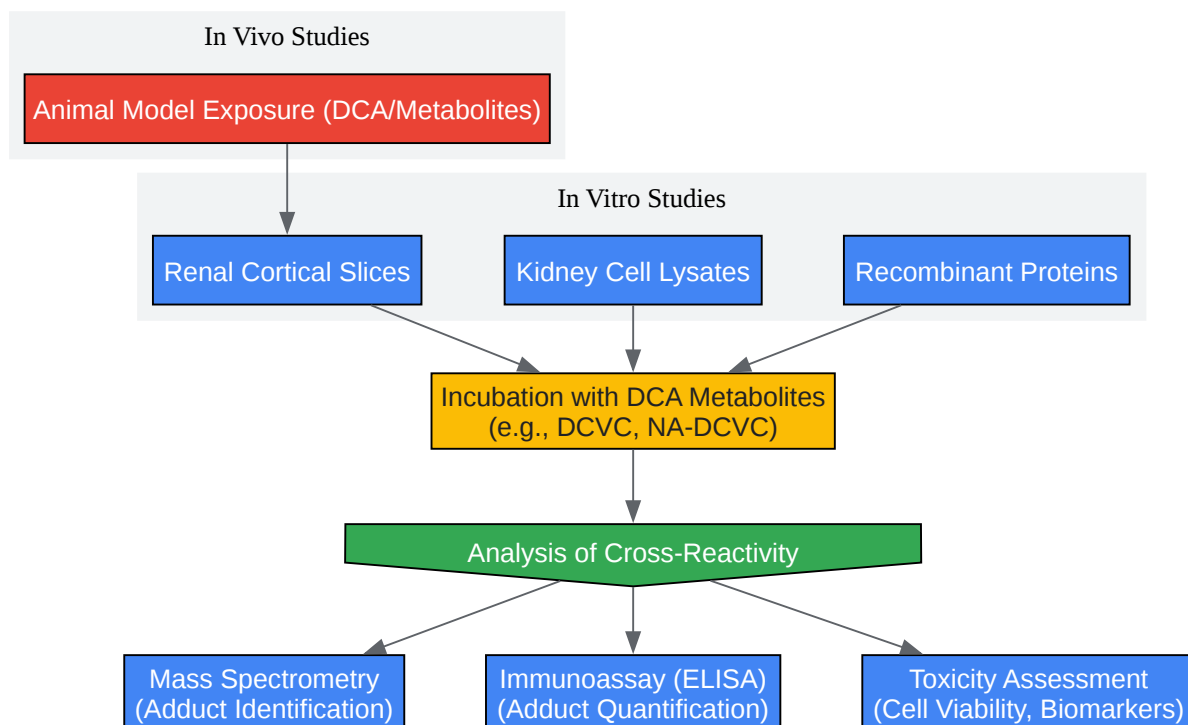 In Vivo Studies
Animal Model Exposure (DCA/Metabolites)
In Vitro Studies
Renal Cortical Slices
Kidney Cell Lysates
Recombinant Proteins
Incubation with DCA Metabolites
(e.g., DCVC, NA-DCVC)
Analysis of Cross-Reactivity
Mass Spectrometry
(Adduct Identification)
Immunoassay (ELISA)
(Adduct Quantification)
Toxicity Assessment
(Cell Viability, Biomarkers)